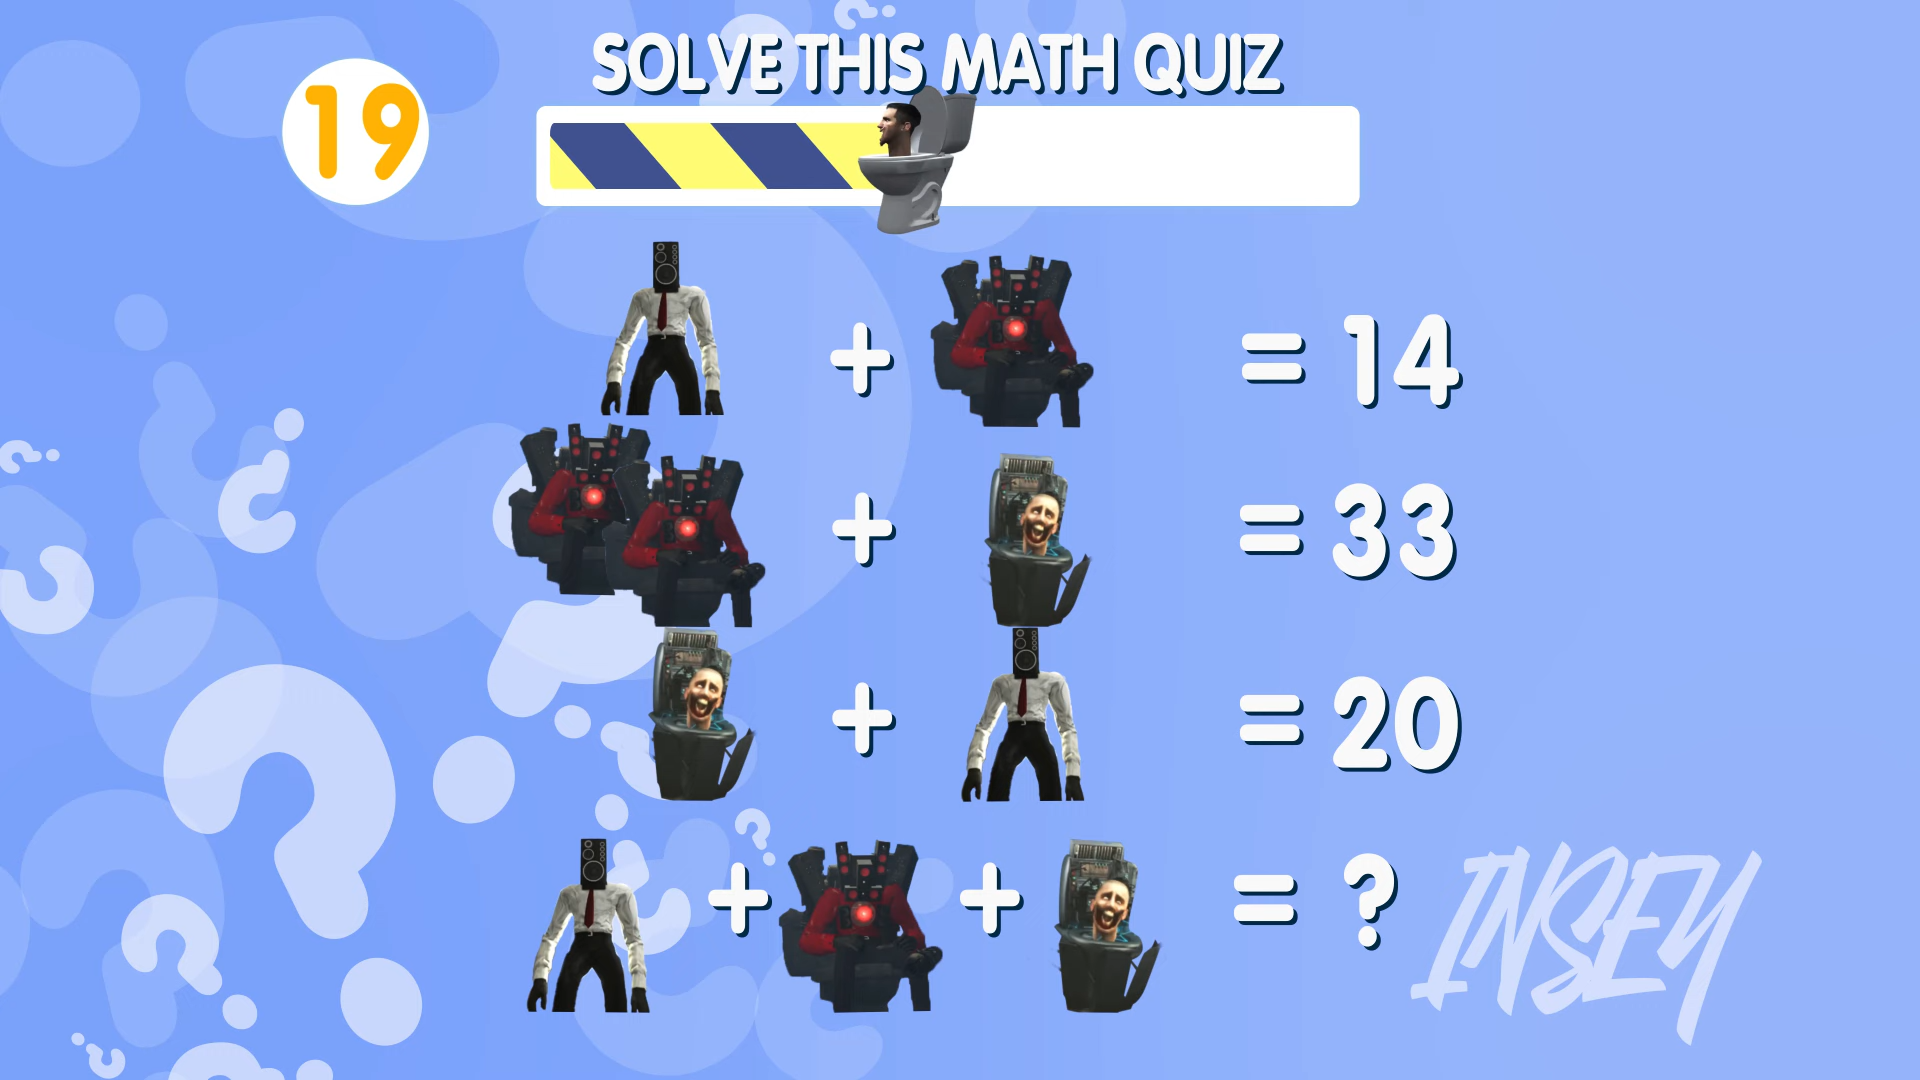 SOLVE THIS MATH QUIZ
19
+ = 14
+ = 33
+ = 20
+ + = ?
INSEY